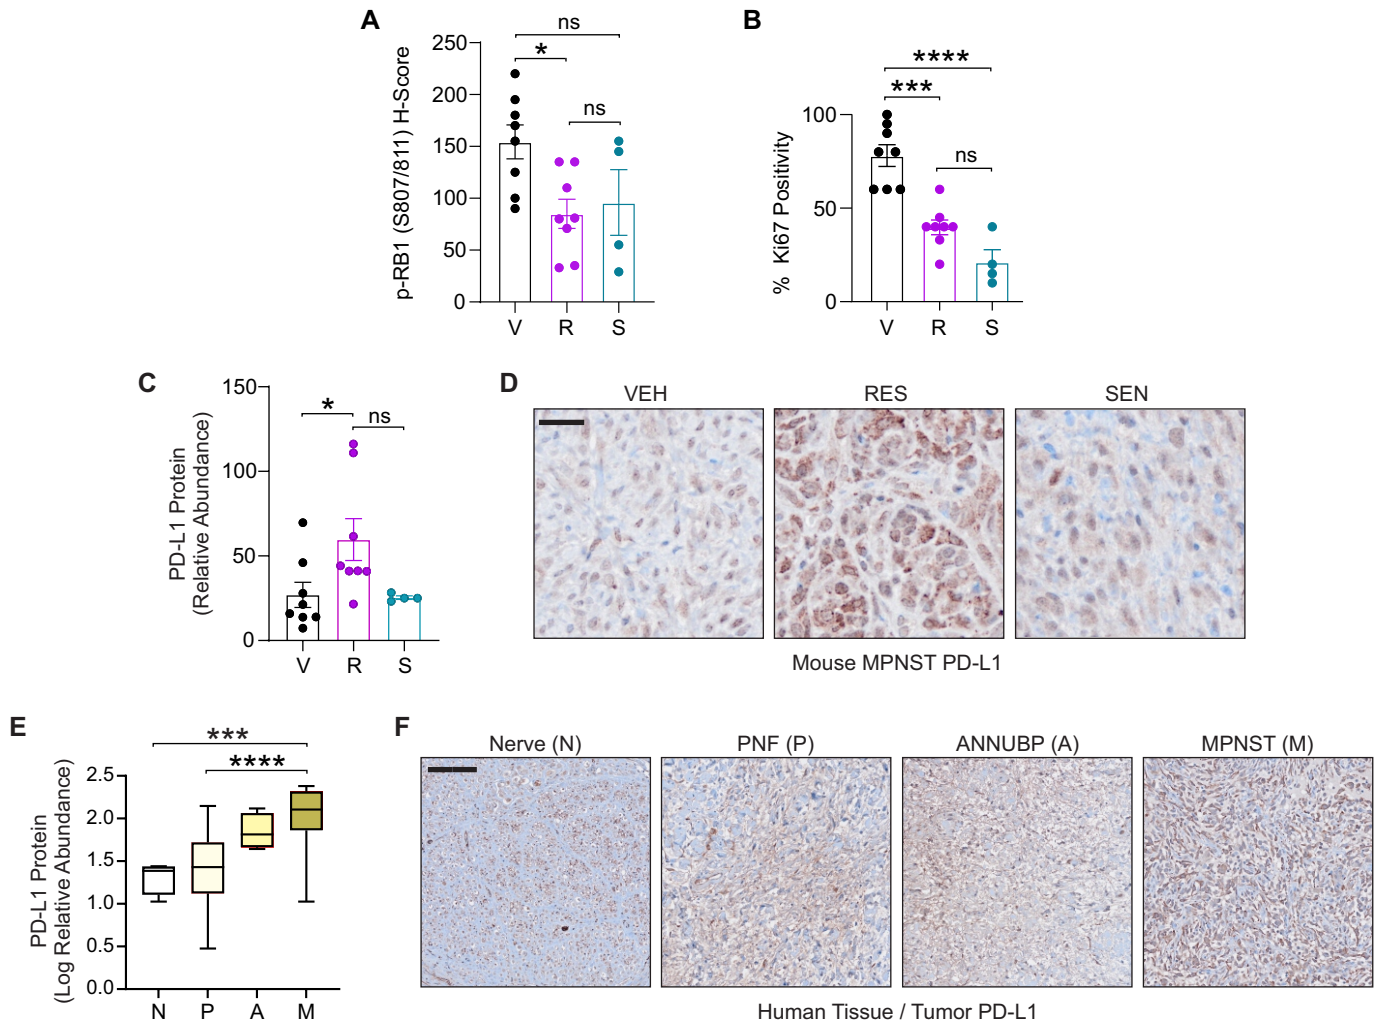 A
ns
*
ns
p-RB1 (S807/811) H-Score
250
200
150
100
50
0
V R S
B
****
***
ns
% Ki67 Positivity
100
50
0
V R S
C
*
ns
PD-L1 Protein
(Relative Abundance)
150
100
50
0
V R S
D
VEH RES SEN
Mouse MPNST PD-L1
E
***
****
PD-L1 Protein
(Log Relative Abundance)
2.5
2.0
1.5
1.0
0.5
0.0
N P A M
F
Nerve (N) PNF (P) ANNUBP (A) MPNST (M)
Human Tissue / Tumor PD-L1